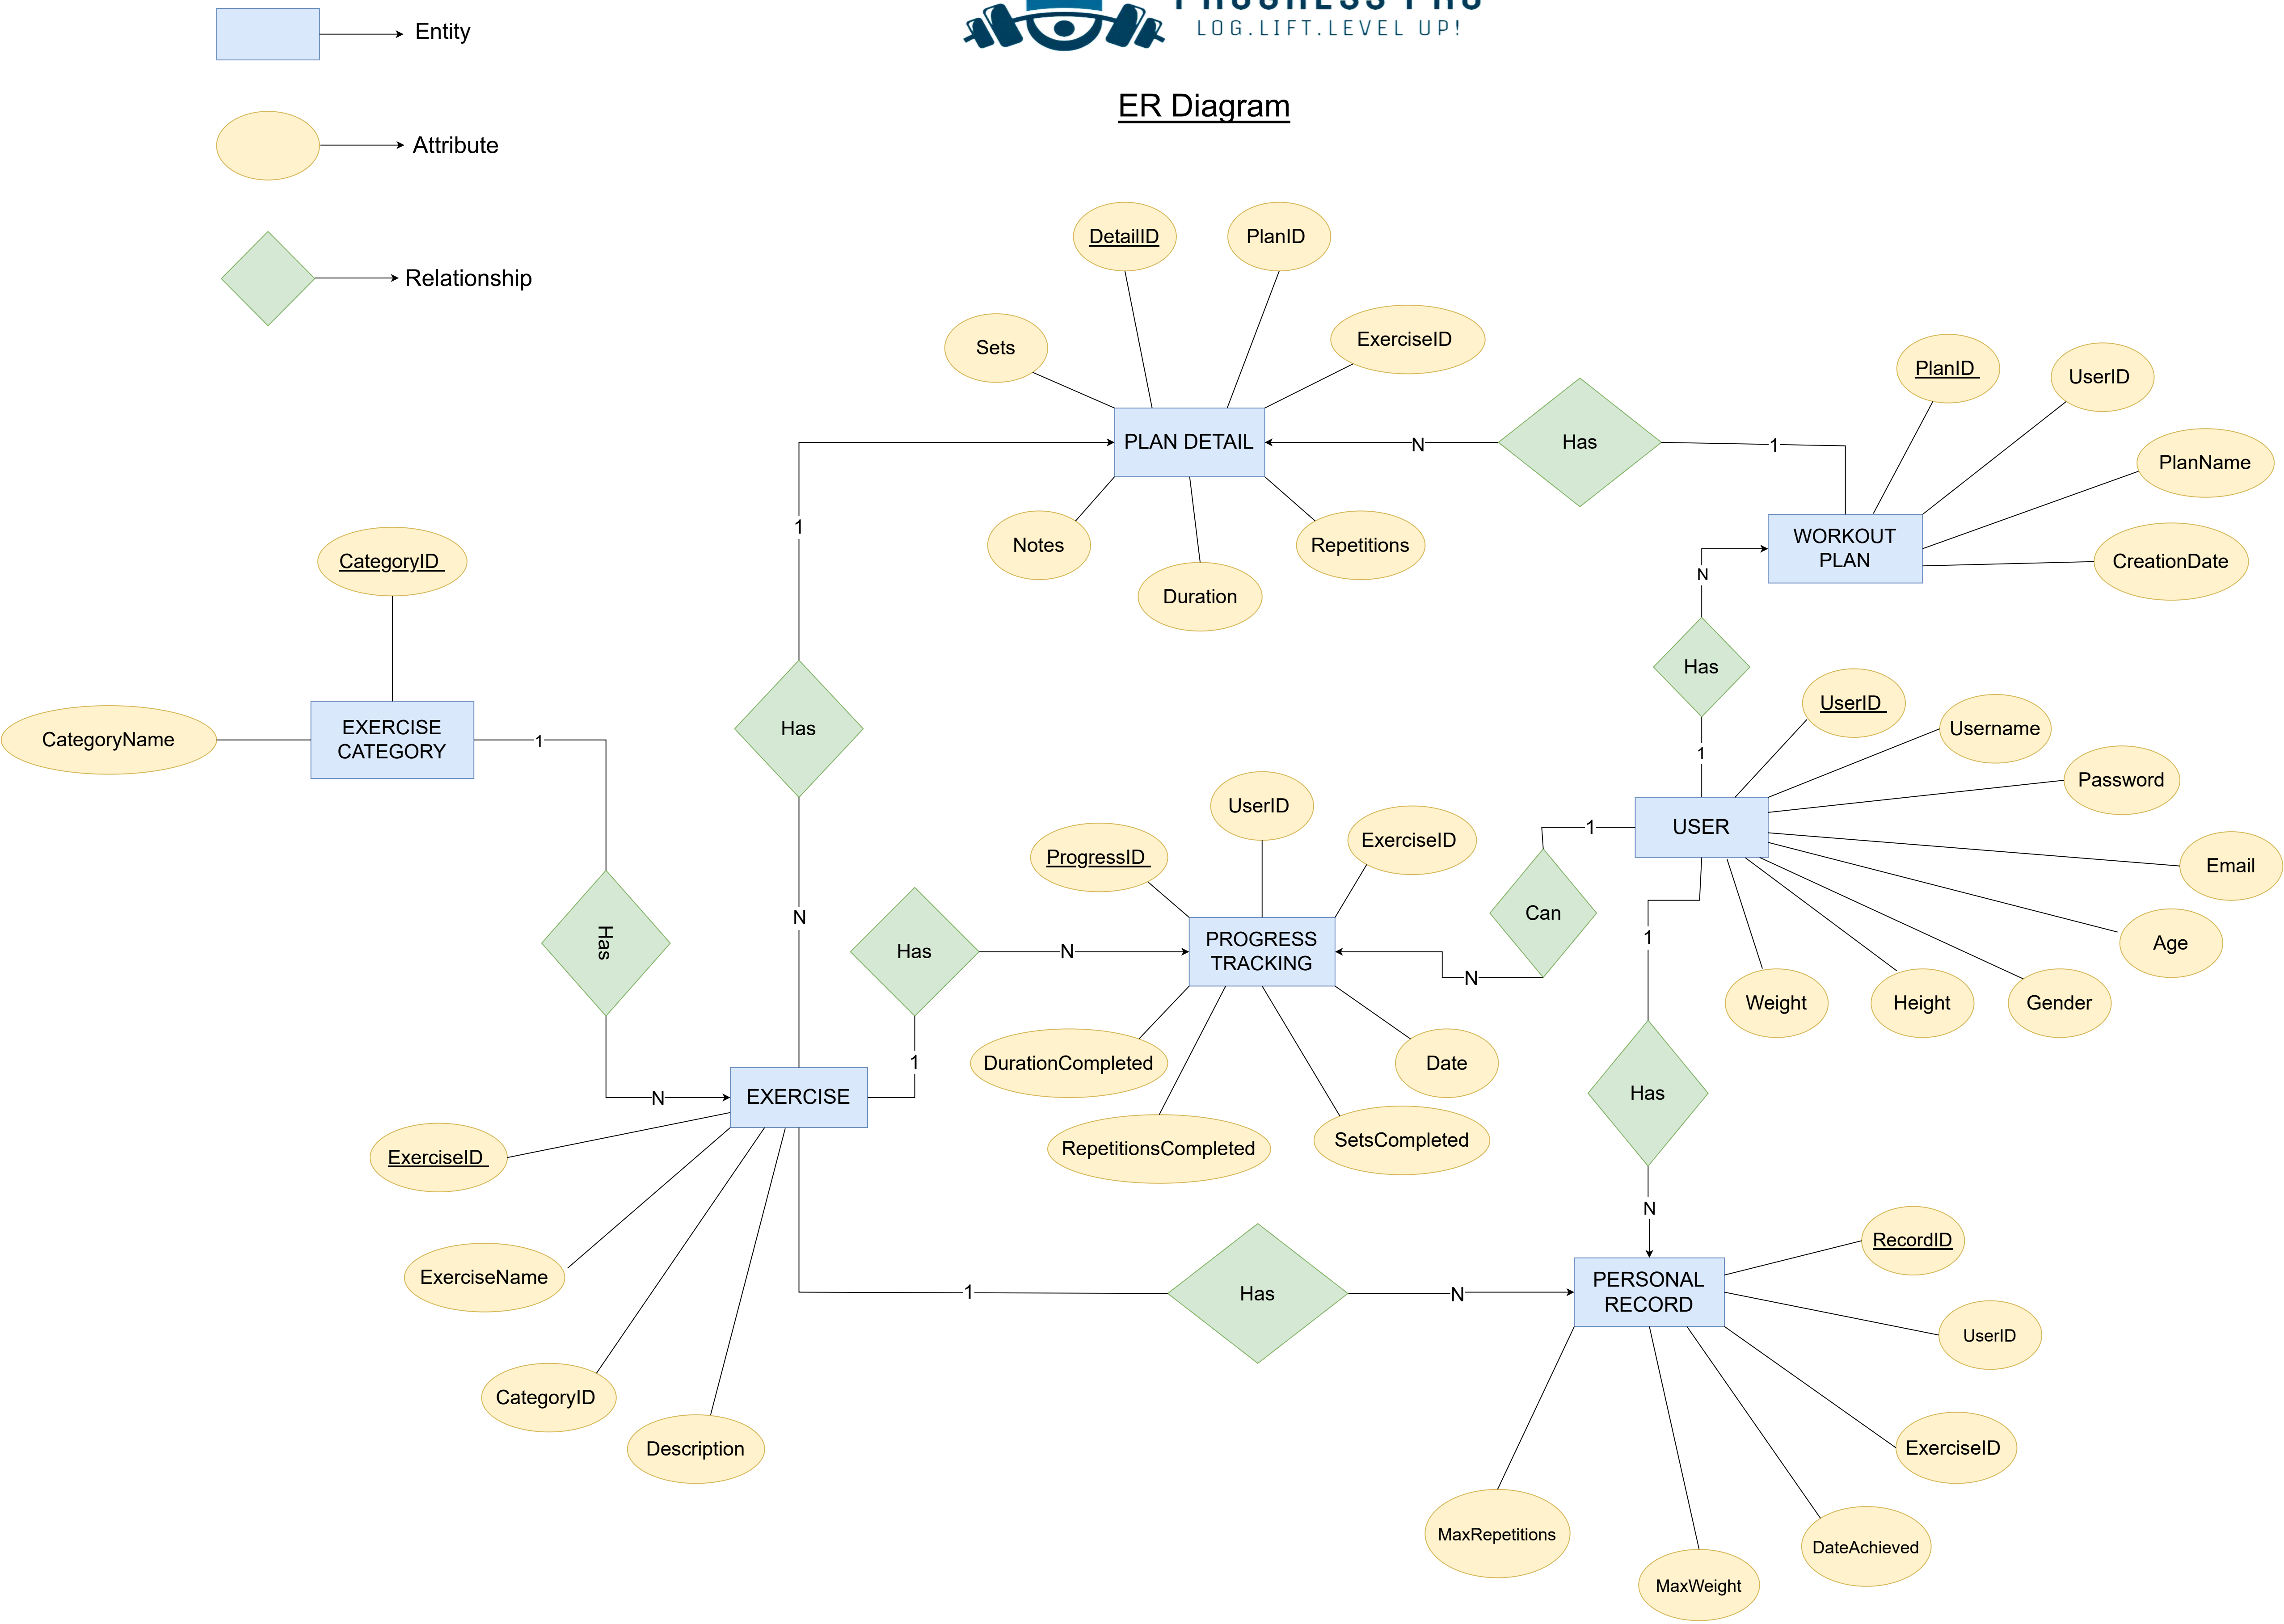 PROGRESS PRO
LOG.LIFT.LEVEL UP!
ER Diagram
Entity
Attribute
Relationship
DetailID
PlanID
Sets
ExerciseID
PLAN DETAIL
N
Has
1
Notes
Duration
Repetitions
PlanID
UserID
PlanName
CreationDate
WORKOUT
PLAN
N
Has
1
1
Has
N
CategoryID
CategoryName
EXERCISE
CATEGORY
1
Has
N
UserID
Username
Password
Email
Age
Gender
Height
Weight
USER
1
Can
N
ProgressID
UserID
ExerciseID
PROGRESS
TRACKING
Has
N
1
DurationCompleted
RepetitionsCompleted
SetsCompleted
Date
1
Has
N
EXERCISE
ExerciseID
ExerciseName
CategoryID
Description
1
Has
N
PERSONAL
RECORD
RecordID
UserID
ExerciseID
DateAchieved
MaxWeight
MaxRepetitions